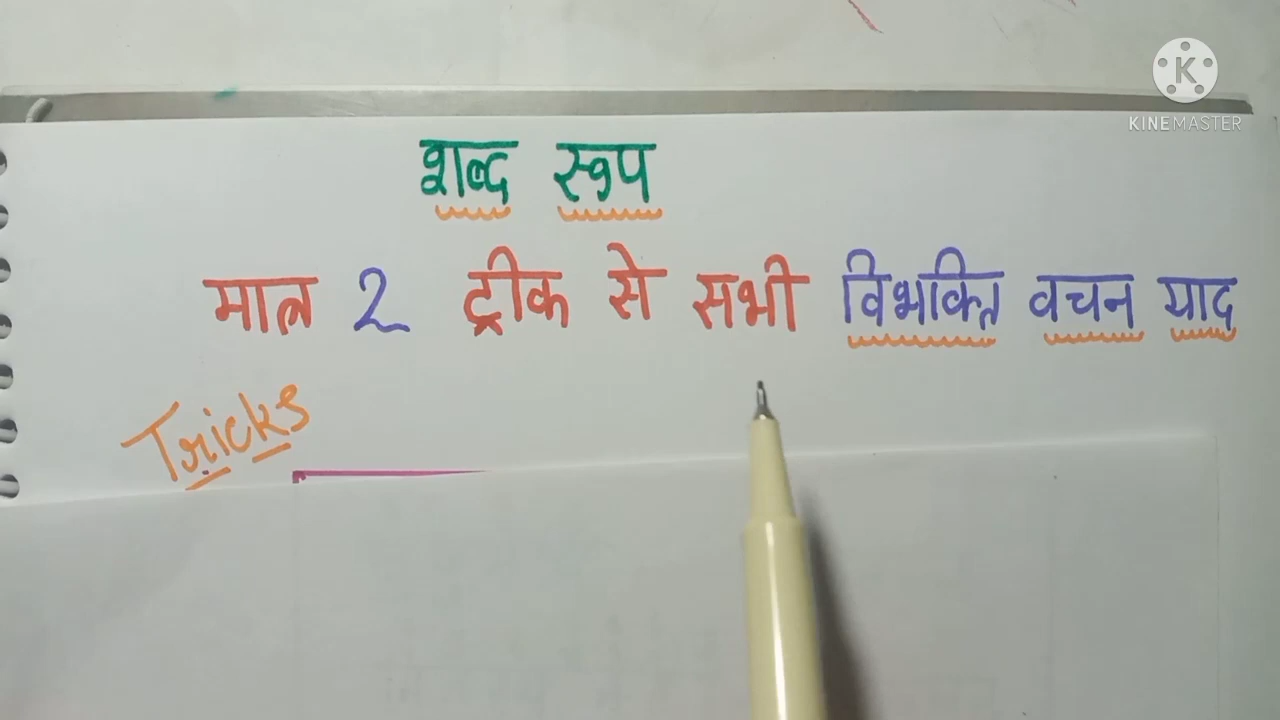 K
KINEMASTER
शब्द रूप
माल 2 ट्रीक से सभी विभक्ति वचन याद
Tricks